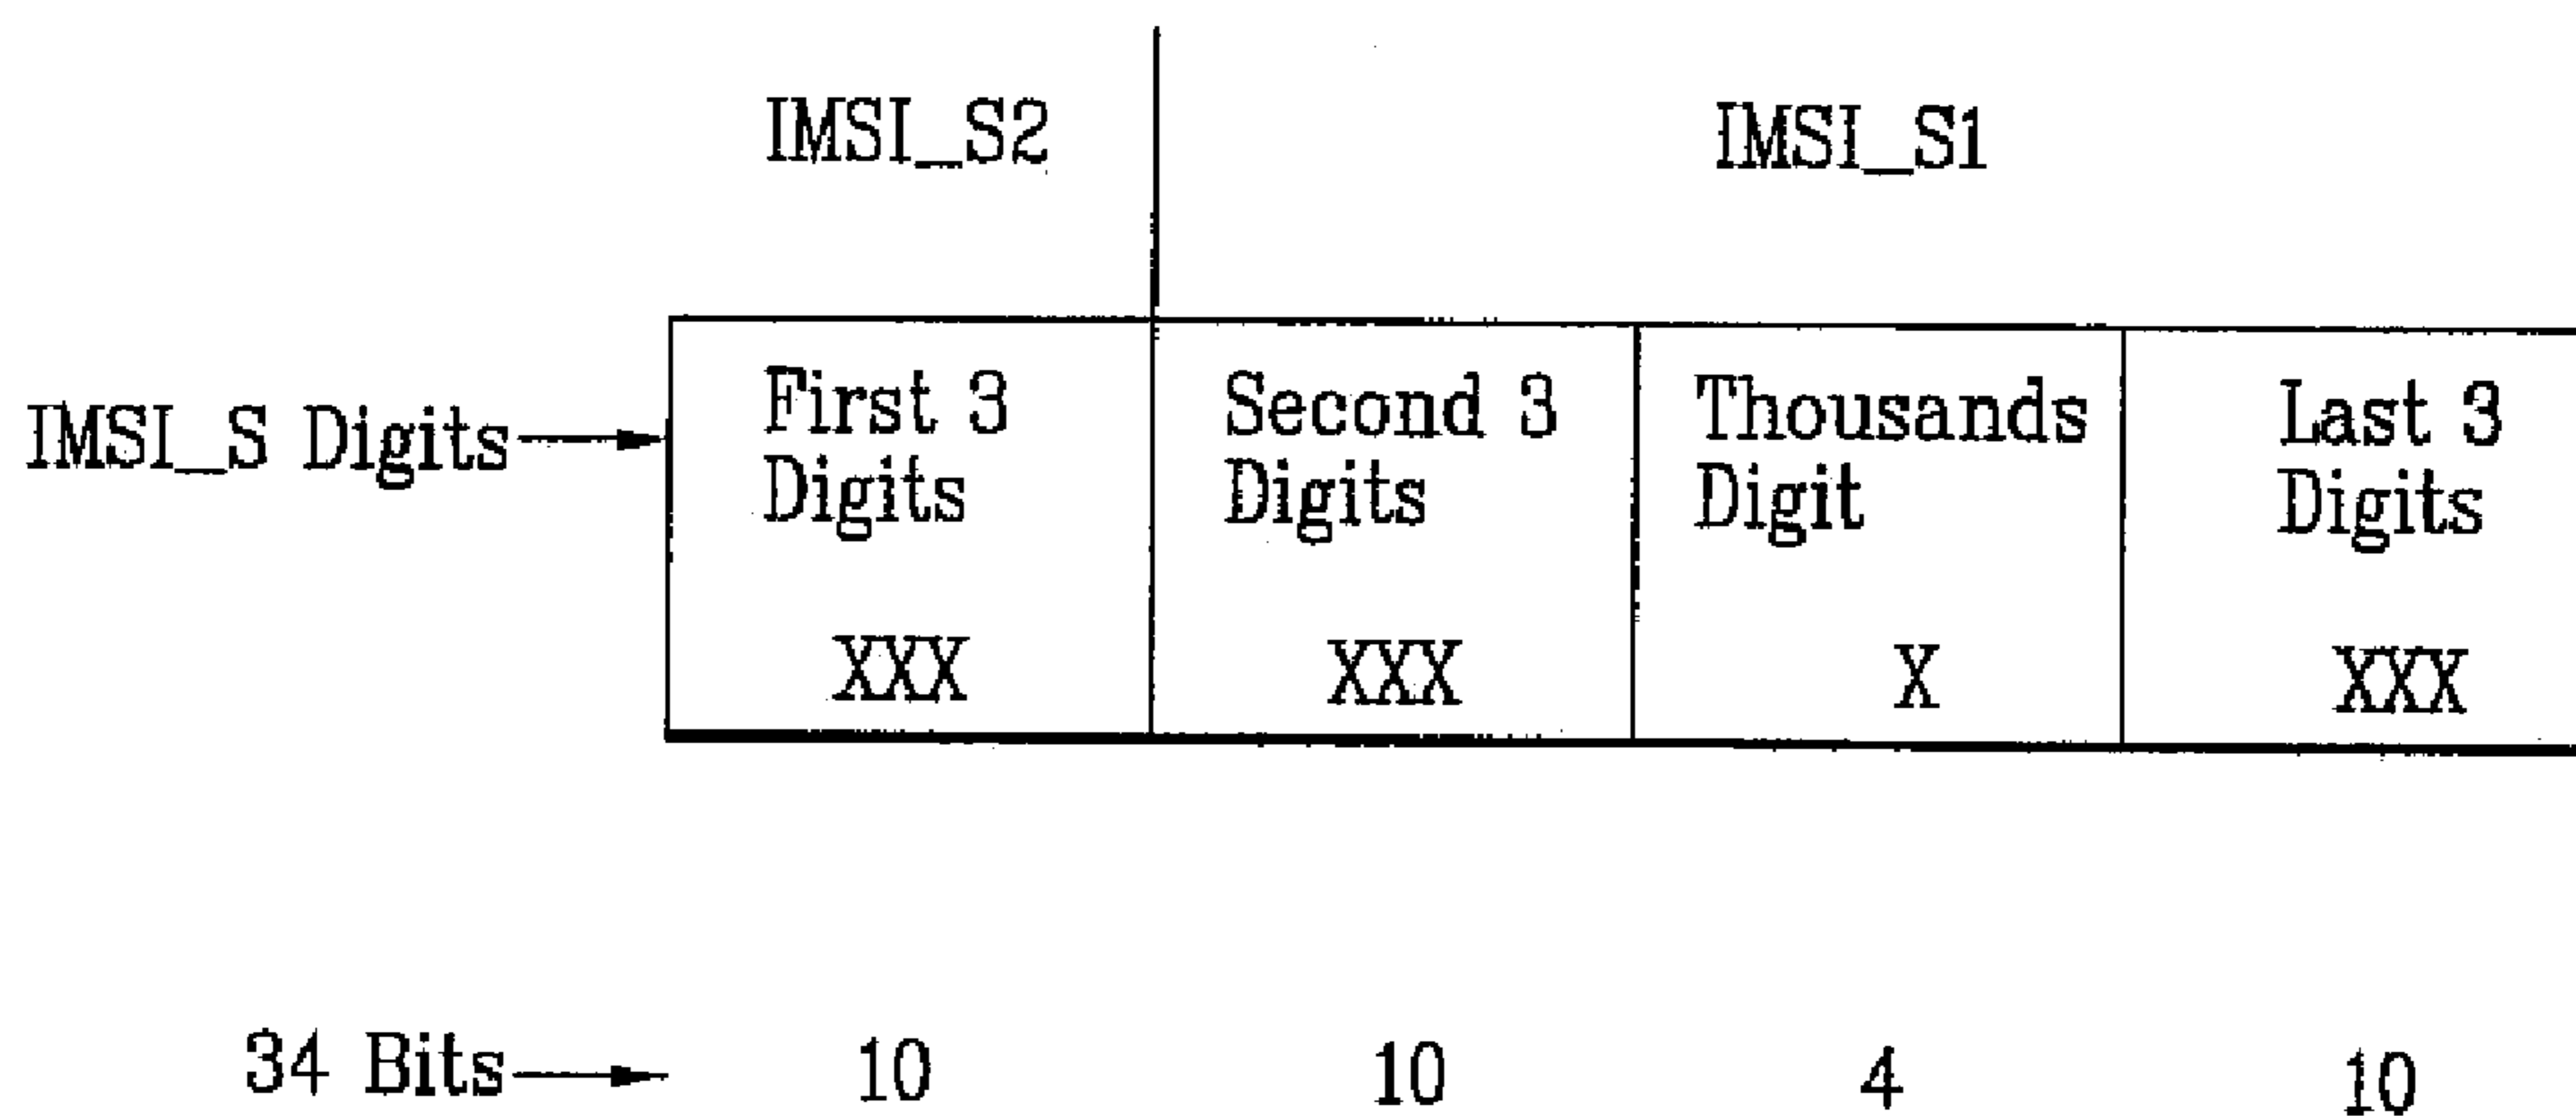 IMSI_S2 IMSI_S1
IMSI_S Digits First 3 Digits Second 3 Digits Thousands Digit Last 3 Digits
XXX XXX X XXX
34 Bits 10 10 4 10